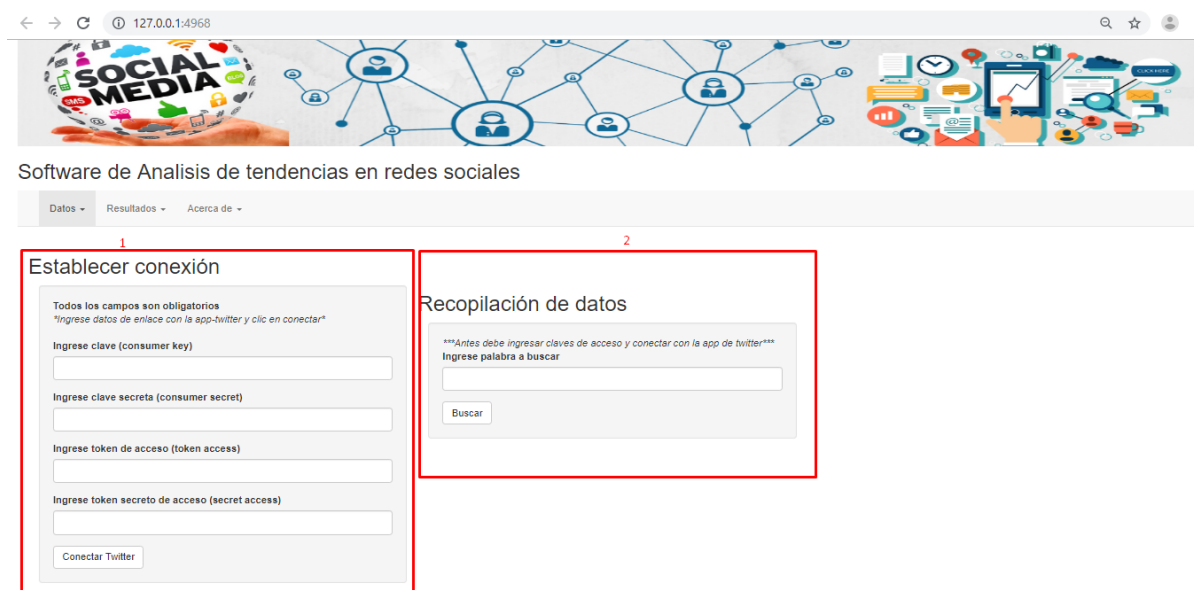 127.0.0.1:4968
SOCIAL
MEDIA
SMS
CLICK HERE
Software de Analisis de tendencias en redes sociales
Datos
Resultados
Acerca de
1
Establecer conexión
Todos los campos son obligatorios
*Ingrese datos de enlace con la app-twitter y clic en conectar*
Ingrese clave (consumer key)
Ingrese clave secreta (consumer secret)
Ingrese token de acceso (token access)
Ingrese token secreto de acceso (secret access)
Conectar Twitter
2
Recopilación de datos
***Antes debe ingresar claves de acceso y conectar con la app de twitter***
Ingrese palabra a buscar
Buscar